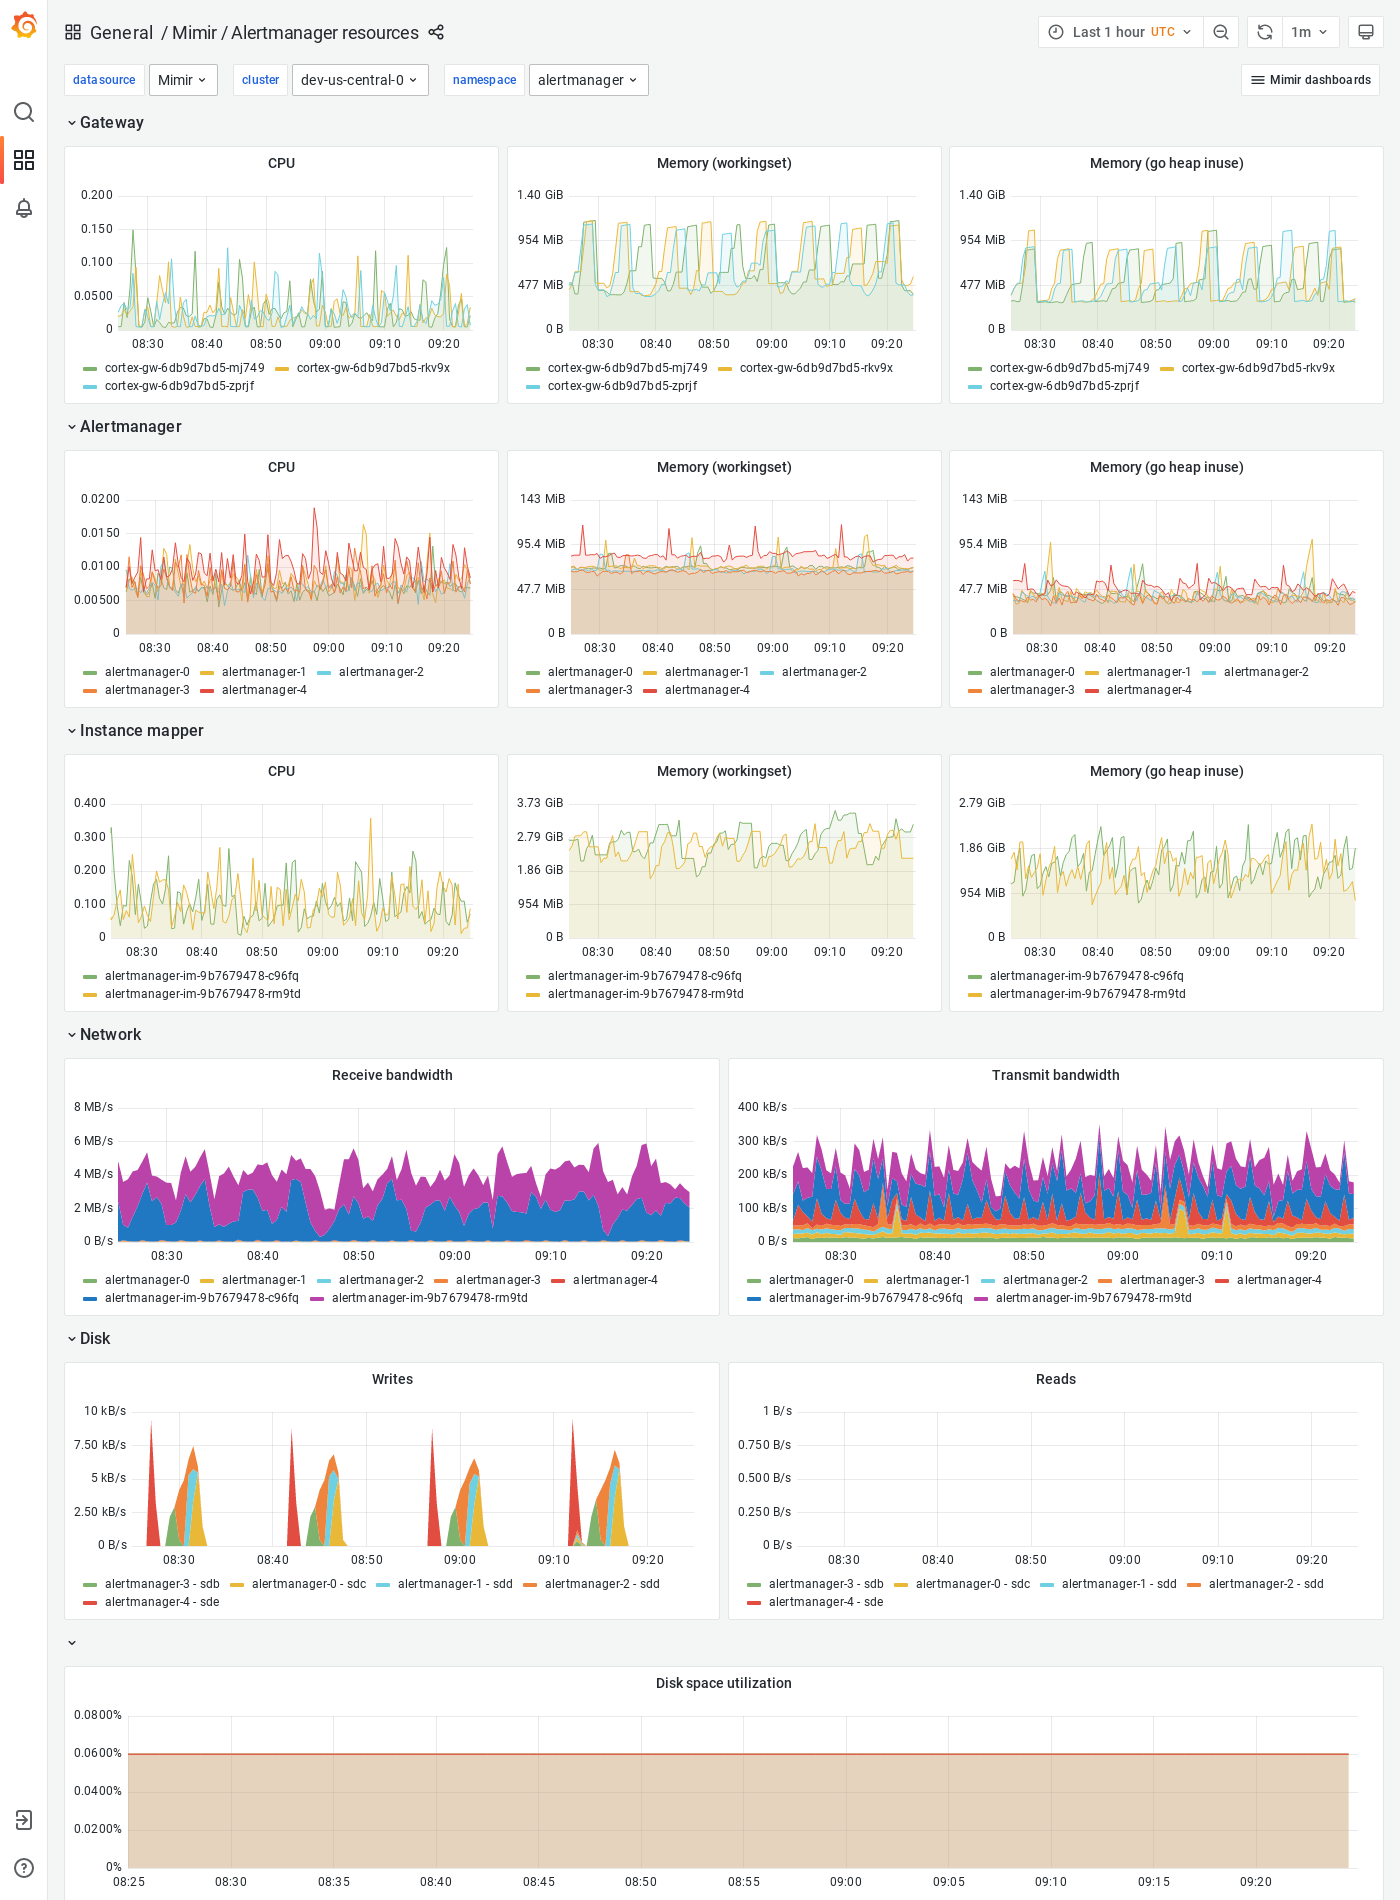 General / Mimir / Alertmanager resources
Last 1 hour UTC
1m
datasource Mimir cluster dev-us-central-0 namespace alertmanager
Mimir dashboards
Gateway
CPU
0.200
0.150
0.100
0.0500
0
08:30 08:40 08:50 09:00 09:10 09:20
cortex-gw-6db9d7bd5-mj749 cortex-gw-6db9d7bd5-rkv9x
cortex-gw-6db9d7bd5-zprjf
Memory (workingset)
1.40 GiB
954 MiB
477 MiB
0 B
08:30 08:40 08:50 09:00 09:10 09:20
cortex-gw-6db9d7bd5-mj749 cortex-gw-6db9d7bd5-rkv9x
cortex-gw-6db9d7bd5-zprjf
Memory (go heap inuse)
1.40 GiB
954 MiB
477 MiB
0 B
08:30 08:40 08:50 09:00 09:10 09:20
cortex-gw-6db9d7bd5-mj749 cortex-gw-6db9d7bd5-rkv9x
cortex-gw-6db9d7bd5-zprjf
Alertmanager
CPU
0.0200
0.0150
0.0100
0.00500
0
08:30 08:40 08:50 09:00 09:10 09:20
alertmanager-0 alertmanager-1 alertmanager-2
alertmanager-3 alertmanager-4
Memory (workingset)
143 MiB
95.4 MiB
47.7 MiB
0 B
08:30 08:40 08:50 09:00 09:10 09:20
alertmanager-0 alertmanager-1 alertmanager-2
alertmanager-3 alertmanager-4
Memory (go heap inuse)
143 MiB
95.4 MiB
47.7 MiB
0 B
08:30 08:40 08:50 09:00 09:10 09:20
alertmanager-0 alertmanager-1 alertmanager-2
alertmanager-3 alertmanager-4
Instance mapper
CPU
0.400
0.300
0.200
0.100
0
08:30 08:40 08:50 09:00 09:10 09:20
alertmanager-im-9b7679478-c96fq
alertmanager-im-9b7679478-rm9td
Memory (workingset)
3.73 GiB
2.79 GiB
1.86 GiB
954 MiB
0 B
08:30 08:40 08:50 09:00 09:10 09:20
alertmanager-im-9b7679478-c96fq
alertmanager-im-9b7679478-rm9td
Memory (go heap inuse)
2.79 GiB
1.86 GiB
954 MiB
0 B
08:30 08:40 08:50 09:00 09:10 09:20
alertmanager-im-9b7679478-c96fq
alertmanager-im-9b7679478-rm9td
Network
Receive bandwidth
8 MB/s
6 MB/s
4 MB/s
2 MB/s
0 B/s
08:30 08:40 08:50 09:00 09:10 09:20
alertmanager-0 alertmanager-1 alertmanager-2 alertmanager-3 alertmanager-4
alertmanager-im-9b7679478-c96fq alertmanager-im-9b7679478-rm9td
Transmit bandwidth
400 kB/s
300 kB/s
200 kB/s
100 kB/s
0 B/s
08:30 08:40 08:50 09:00 09:10 09:20
alertmanager-0 alertmanager-1 alertmanager-2 alertmanager-3 alertmanager-4
alertmanager-im-9b7679478-c96fq alertmanager-im-9b7679478-rm9td
Disk
Writes
10 kB/s
7.50 kB/s
5 kB/s
2.50 kB/s
0 B/s
08:30 08:40 08:50 09:00 09:10 09:20
alertmanager-3 - sdb alertmanager-0 - sdc alertmanager-1 - sdd alertmanager-2 - sdd
alertmanager-4 - sde
Reads
1 B/s
0.750 B/s
0.500 B/s
0.250 B/s
0 B/s
08:30 08:40 08:50 09:00 09:10 09:20
alertmanager-3 - sdb alertmanager-0 - sdc alertmanager-1 - sdd alertmanager-2 - sdd
alertmanager-4 - sde
Disk space utilization
0.0800%
0.0600%
0.0400%
0.0200%
0%
08:25 08:30 08:35 08:40 08:45 08:50 08:55 09:00 09:05 09:10 09:15 09:20